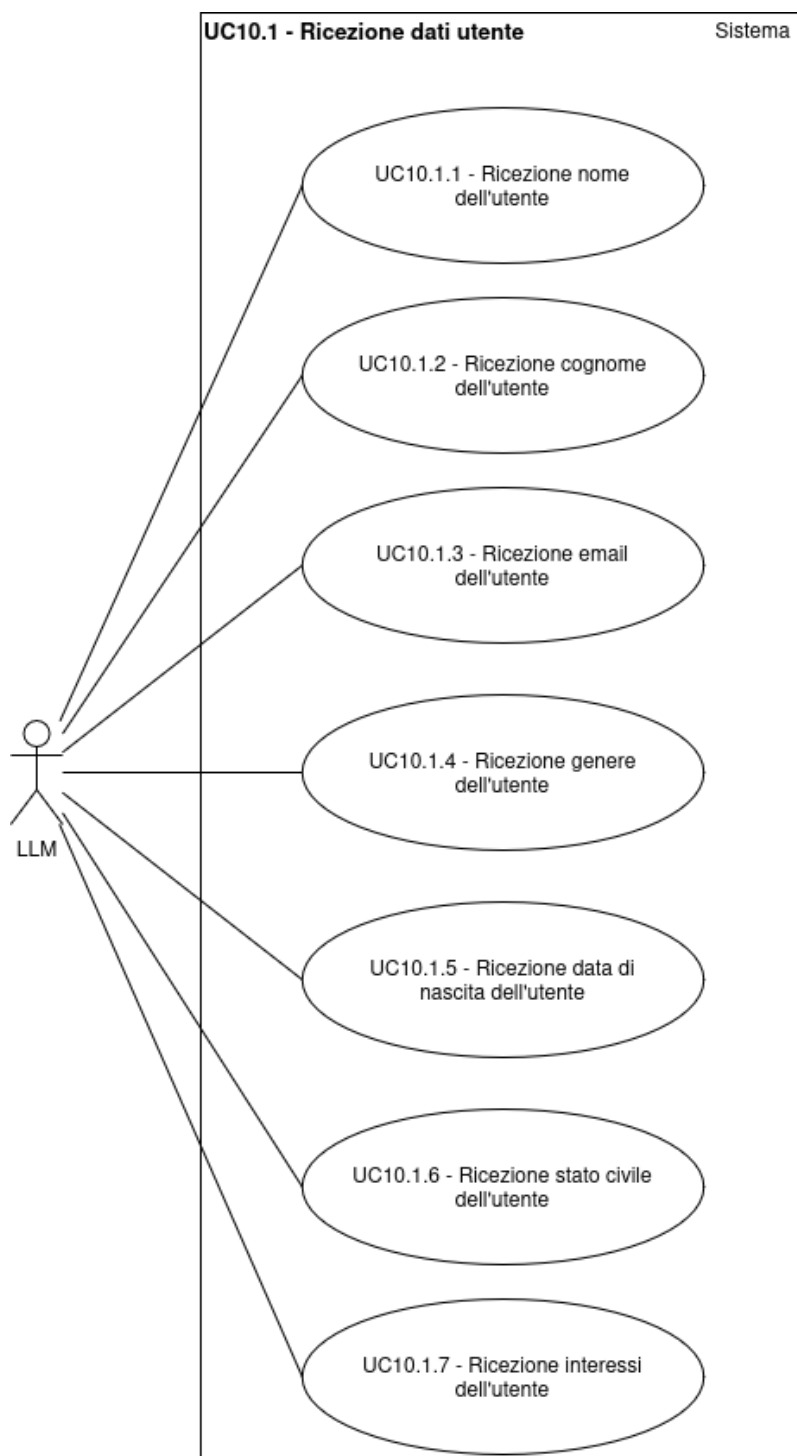 UC10.1 - Ricezione dati utente
Sistema
UC10.1.1 - Ricezione nome
dell'utente
UC10.1.2 - Ricezione cognome
dell'utente
UC10.1.3 - Ricezione email
dell'utente
UC10.1.4 - Ricezione genere
dell'utente
LLM
UC10.1.5 - Ricezione data di
nascita dell'utente
UC10.1.6 - Ricezione stato civile
dell'utente
UC10.1.7 - Ricezione interessi
dell'utente